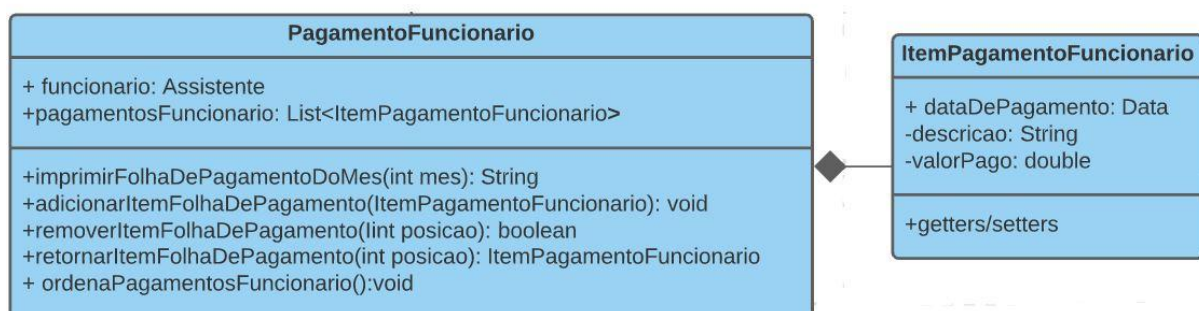 PagamentoFuncionario
+ funcionario: Assistente
+pagamentosFuncionario: List<ItemPagamentoFuncionario>
+imprimirFolhaDePagamentoDoMes(int mes): String
+adicionarItemFolhaDePagamento(ItemPagamentoFuncionario): void
+removerItemFolhaDePagamento(Iint posicao): boolean
+retornarItemFolhaDePagamento(int posicao): ItemPagamentoFuncionario
+ ordenaPagamentosFuncionario():void
ItemPagamentoFuncionario
+ dataDePagamento: Data
-descricao: String
-valorPago: double
+getters/setters